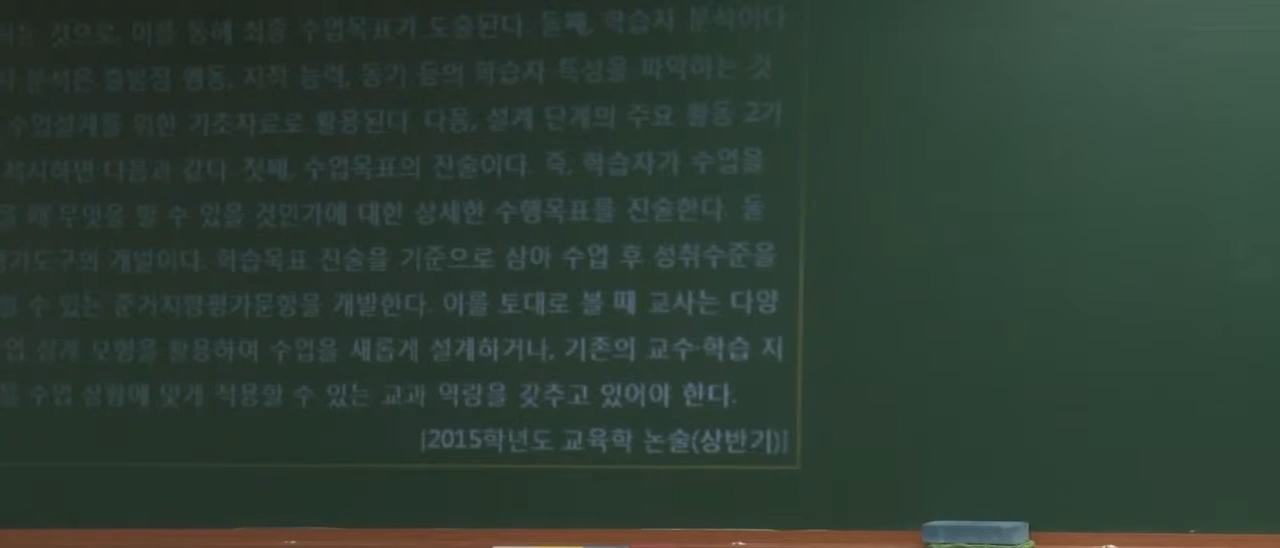 것으로, 이를 통해 최종 수업목표가 도출된다. 둘째, 학습자 분석이다
분석은 출발점 행동, 지적 능력, 동기 등의 학습자 특성을 파악하는 것
수업설계를 위한 기초자료로 활용된다. 다음, 설계 단계의 주요 활동 2가
제시하면 다음과 같다. 첫째, 수업목표의 진술이다. 즉, 학습자가 수업을
때 무엇을 할 수 있을 것인가에 대한 상세한 수행목표를 진술한다. 둘
개발이다. 학습목표 진술을 기준으로 삼아 수업 후 성취수준을
수 있는 준거지향평가문항을 개발한다. 이를 토대로 볼 때 교사는 다양
설계 모형을 활용하여 수업을 새롭게 설계하거나, 기존의 교수·학습 지
수업 상황에 맞게 적용할 수 있는 교과 역량을 갖추고 있어야 한다.
[2015학년도 교육학 논술(상반기)]